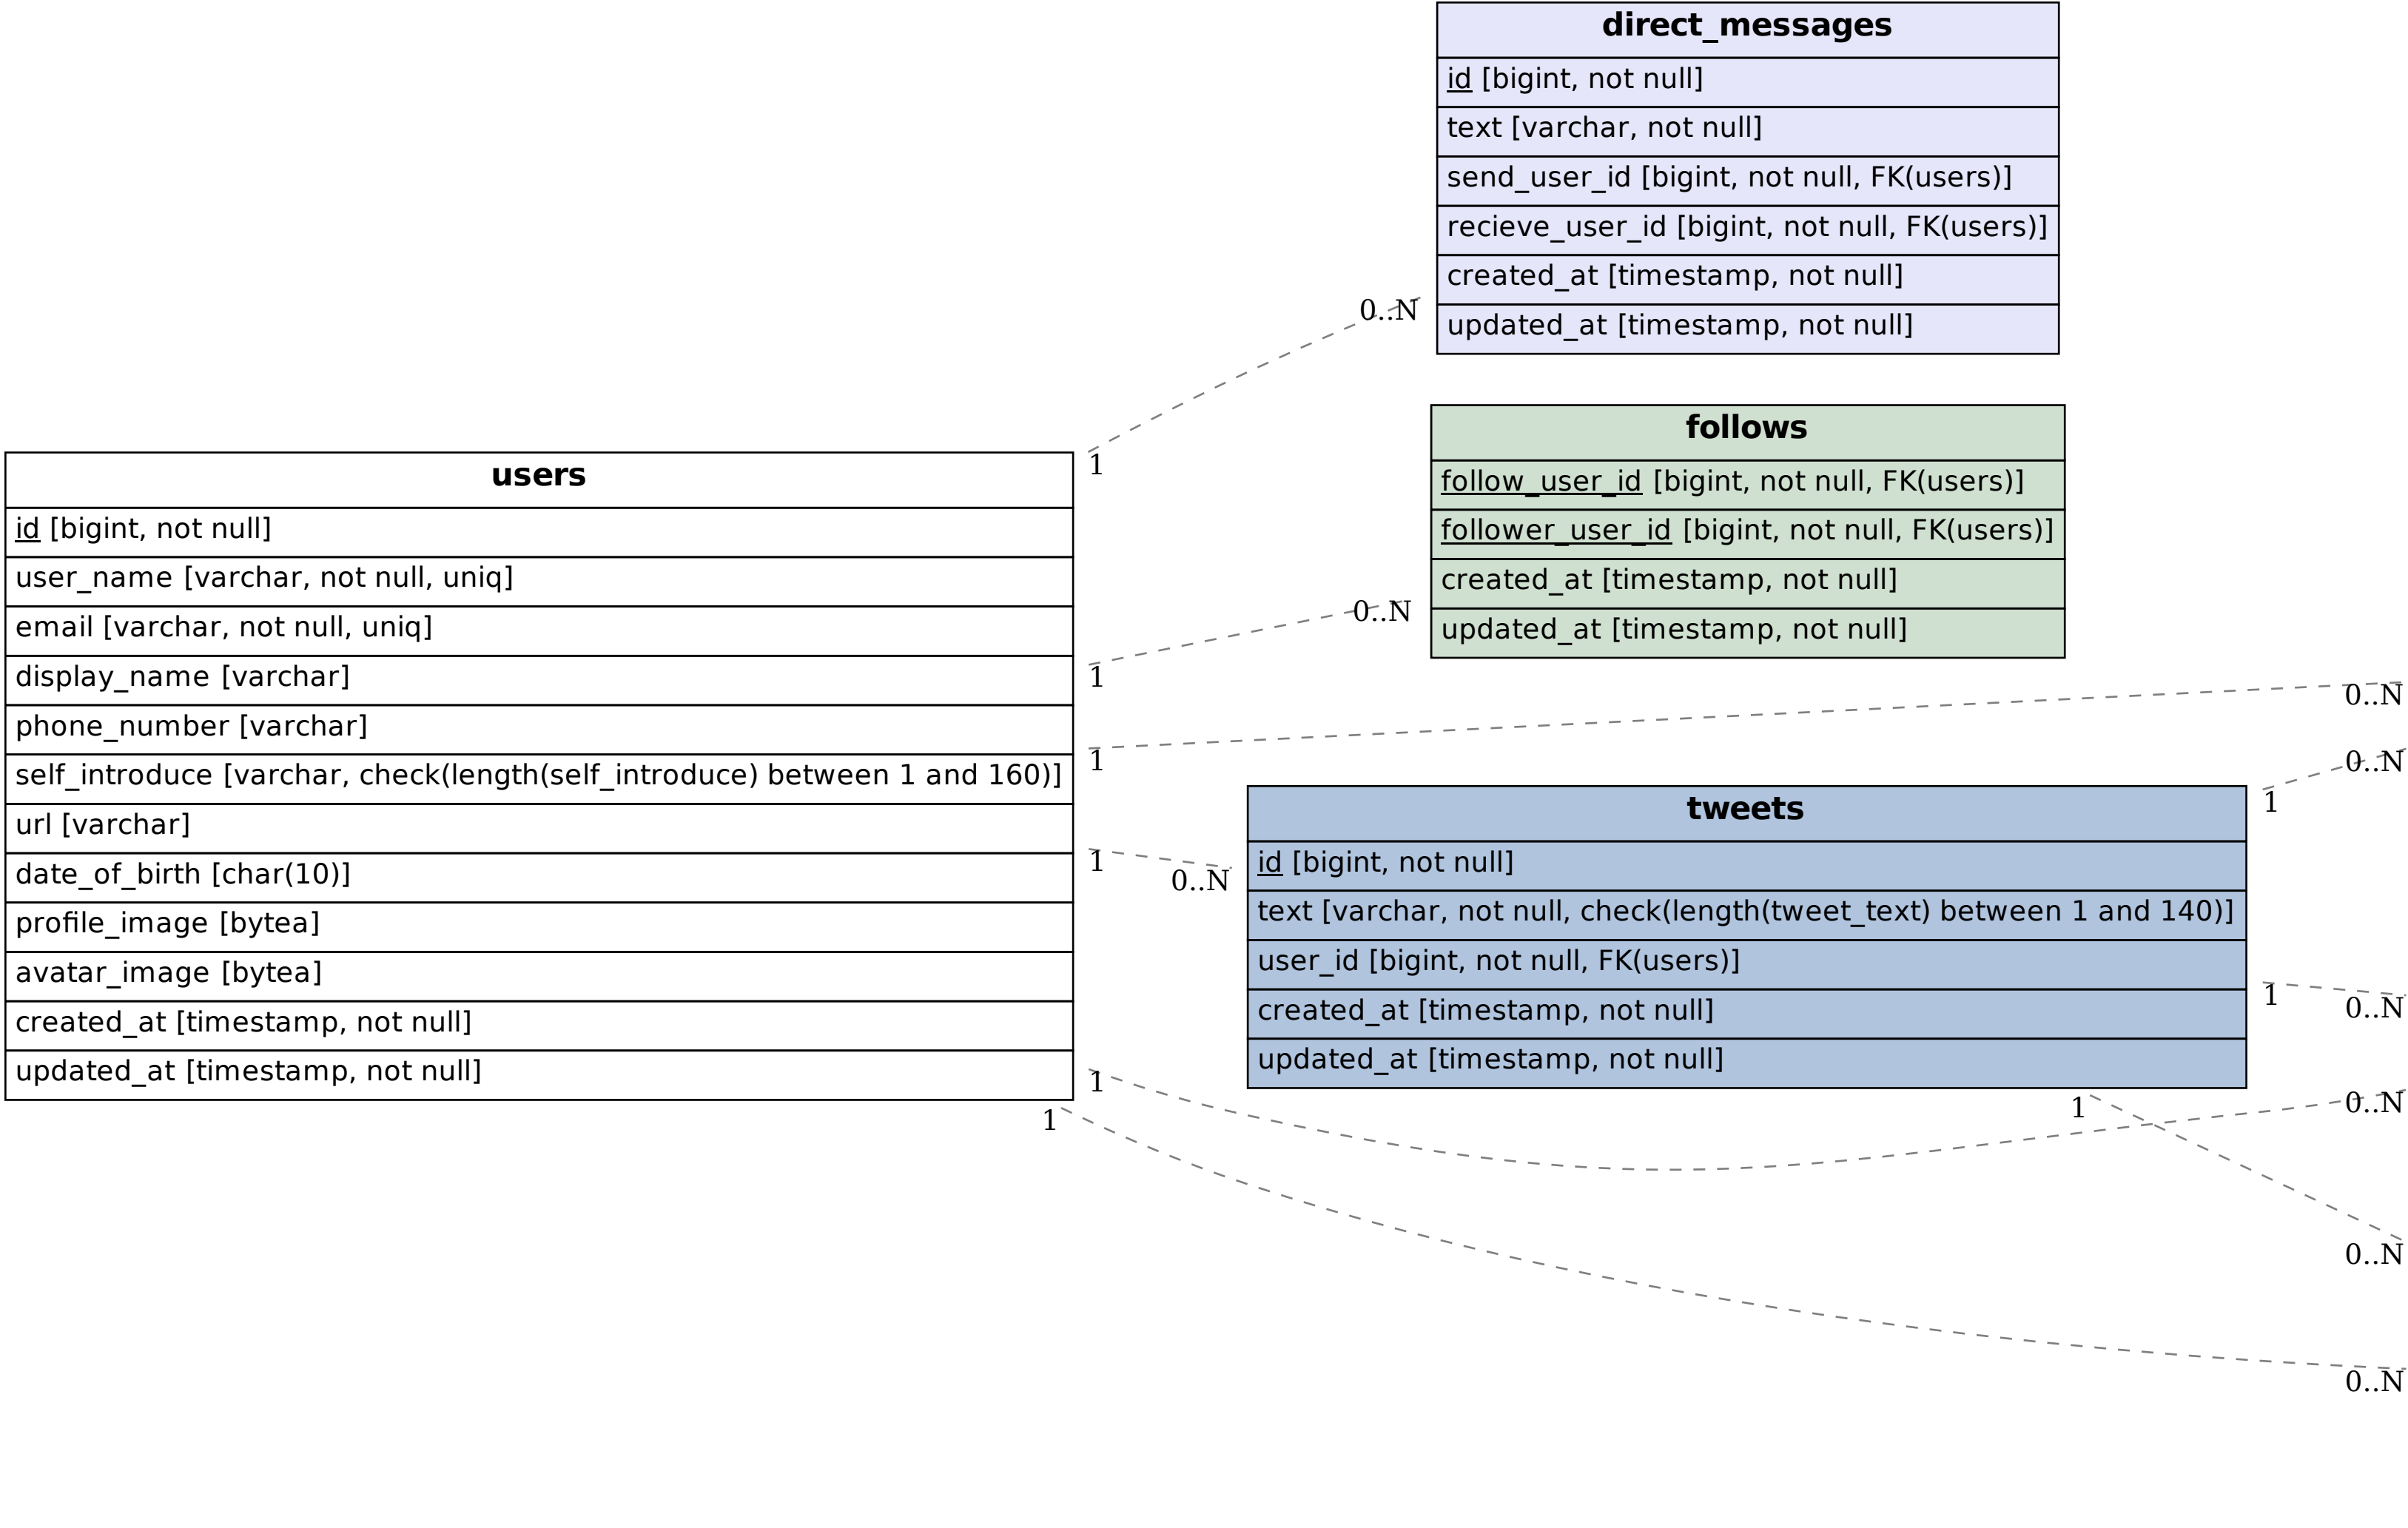 direct_messages
id [bigint, not null]
text [varchar, not null]
send_user_id [bigint, not null, FK(users)]
recieve_user_id [bigint, not null, FK(users)]
created_at [timestamp, not null]
updated_at [timestamp, not null]
0..N
1
follows
follow_user_id [bigint, not null, FK(users)]
follower_user_id [bigint, not null, FK(users)]
created_at [timestamp, not null]
updated_at [timestamp, not null]
0..N
1
users
id [bigint, not null]
user_name [varchar, not null, uniq]
email [varchar, not null, uniq]
display_name [varchar]
phone_number [varchar]
self_introduce [varchar, check(length(self_introduce) between 1 and 160)]
url [varchar]
date_of_birth [char(10)]
profile_image [bytea]
avatar_image [bytea]
created_at [timestamp, not null]
updated_at [timestamp, not null]
1
0..N
1
0..N
tweets
id [bigint, not null]
text [varchar, not null, check(length(tweet_text) between 1 and 140)]
user_id [bigint, not null, FK(users)]
created_at [timestamp, not null]
updated_at [timestamp, not null]
1
0..N
1
0..N
1
0..N
1
0..N
1
0..N